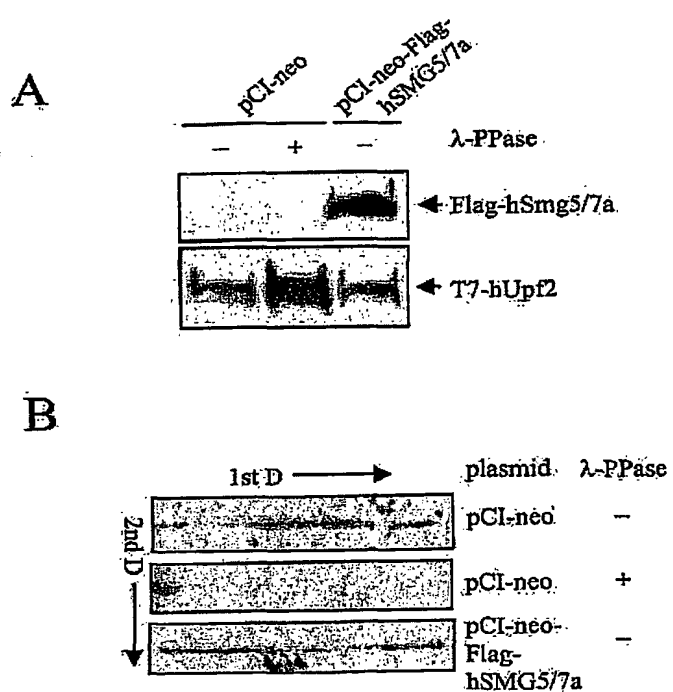 A
pCI-neo
pCI-neo-Flag-
hSMG5/7a
− + − λ-PPase
Flag-hSmg5/7a
T7-hUpf2
B
1st D plasmid λ-PPase
2nd D
pCI-neo −
pCI-neo +
pCI-neo-
Flag-
hSMG5/7a −